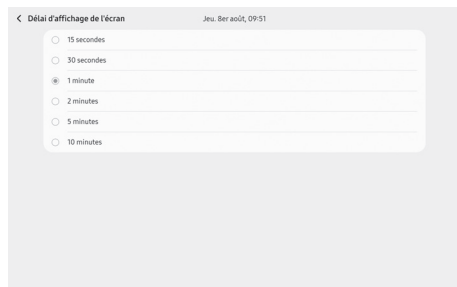 Délai d'affichage de l'écran
Jeu. 8er août, 09:51
15 secondes
30 secondes
1 minute
2 minutes
5 minutes
10 minutes